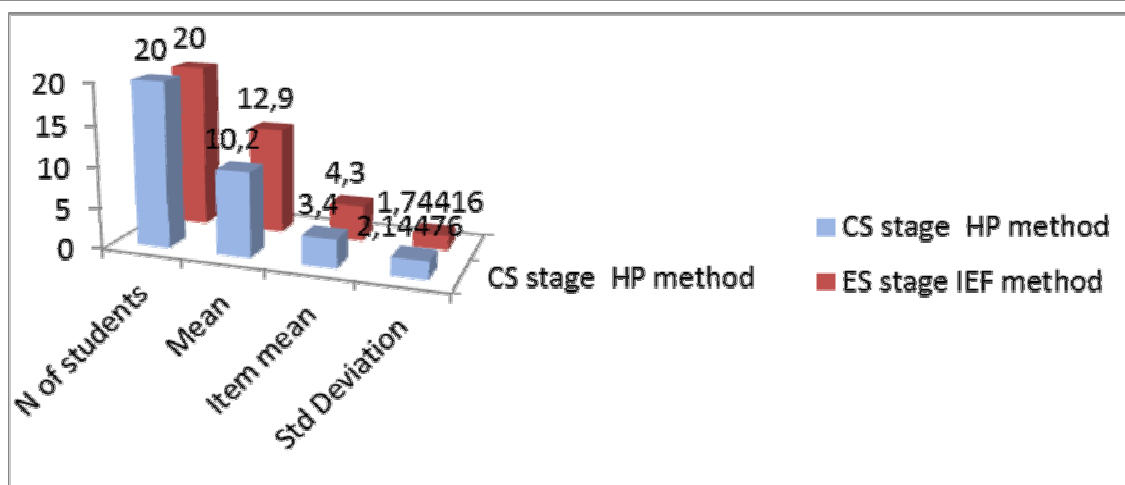 20 20
20
15
10
5
0
12,9
10,2
4,3
3,4
1,74416
2,14476
N of students
Mean
Item mean
Std Deviation
CS stage HP method
CS stage HP method
ES stage IEF method